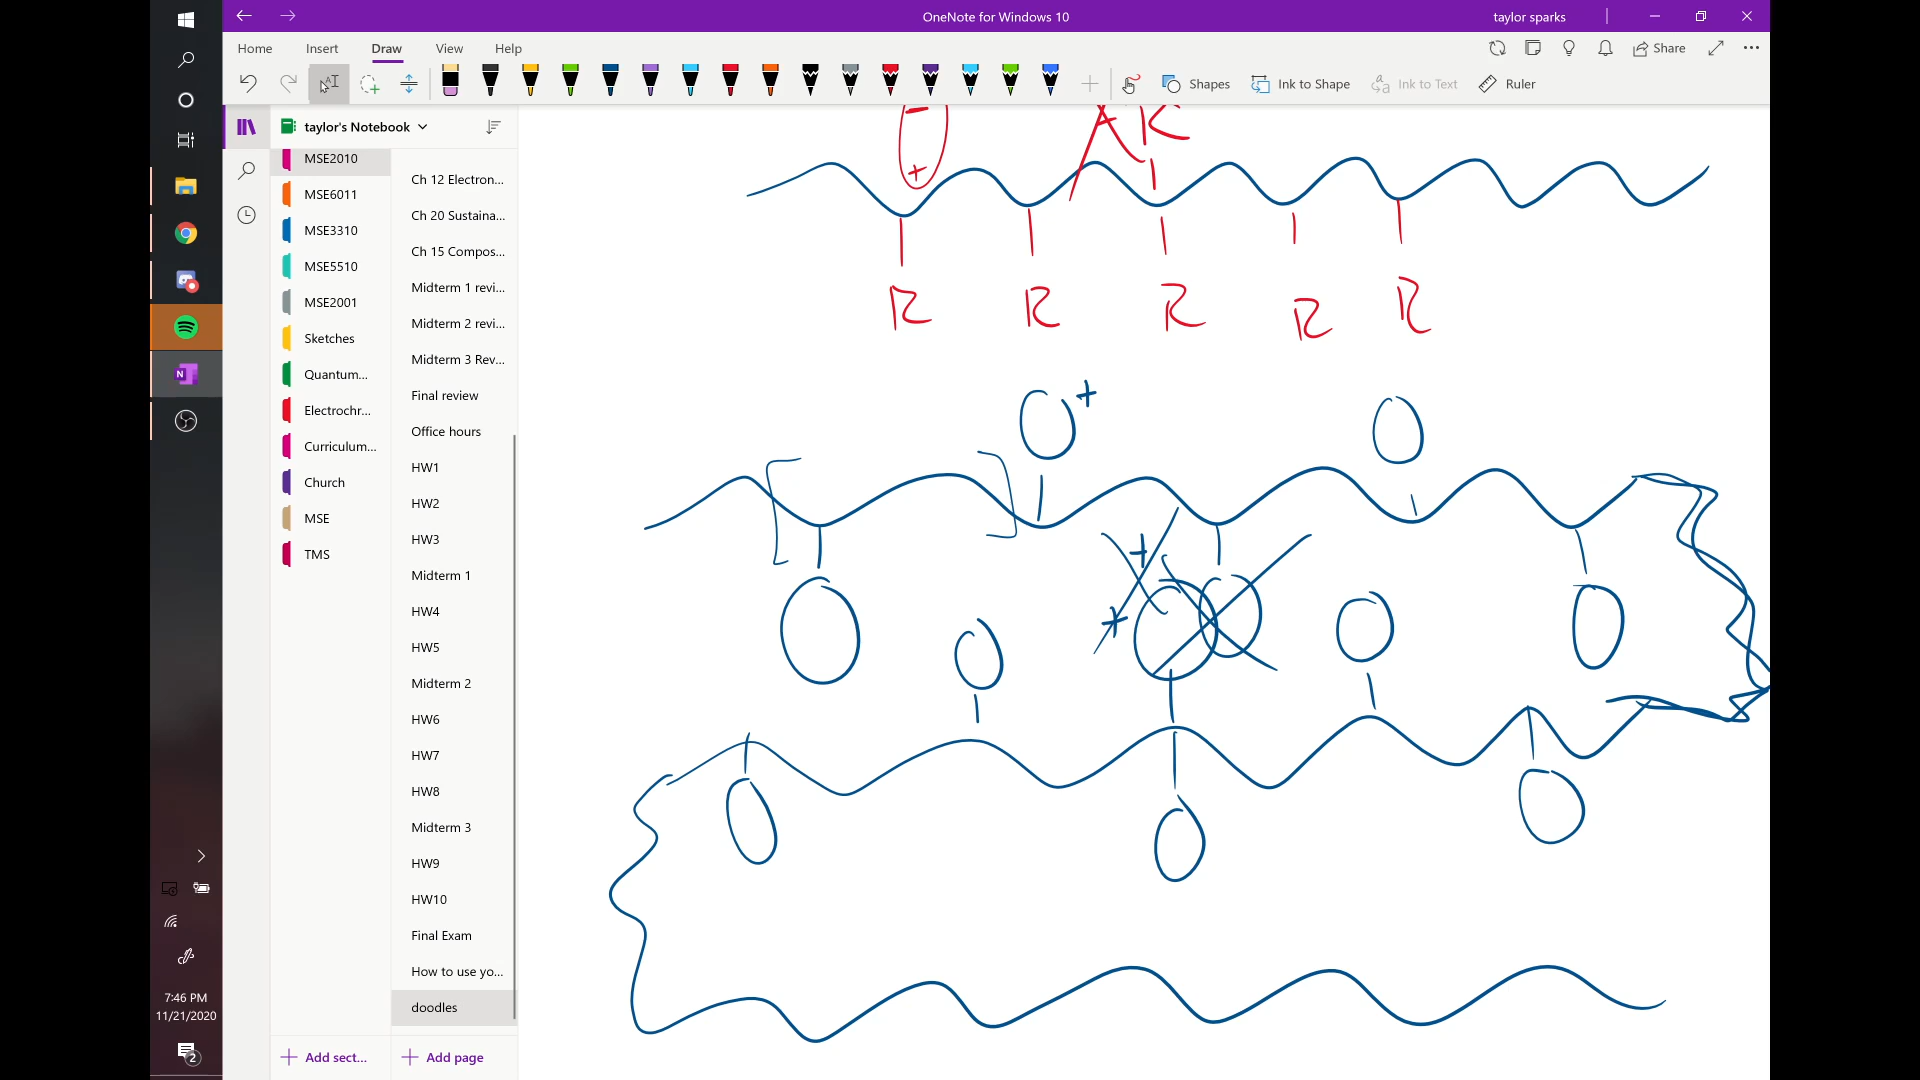 OneNote for Windows 10
taylor sparks
Home Insert Draw View Help
Share
Shapes
Ink to Shape
Ink to Text
Ruler
taylor's Notebook
MSE2010
MSE6011
MSE3310
MSE5510
MSE2001
Sketches
Quantum...
Electrochr...
Curriculum...
Church
MSE
TMS
Add sect...
Ch 12 Electron...
Ch 20 Sustaina...
Ch 15 Compos...
Midterm 1 revi...
Midterm 2 revi...
Midterm 3 Rev...
Final review
Office hours
HW1
HW2
HW3
Midterm 1
HW4
HW5
Midterm 2
HW6
HW7
HW8
Midterm 3
HW9
HW10
Final Exam
How to use yo...
doodles
Add page
−
+
R
R R R R R
+
+
+
7:46 PM
11/21/2020
2